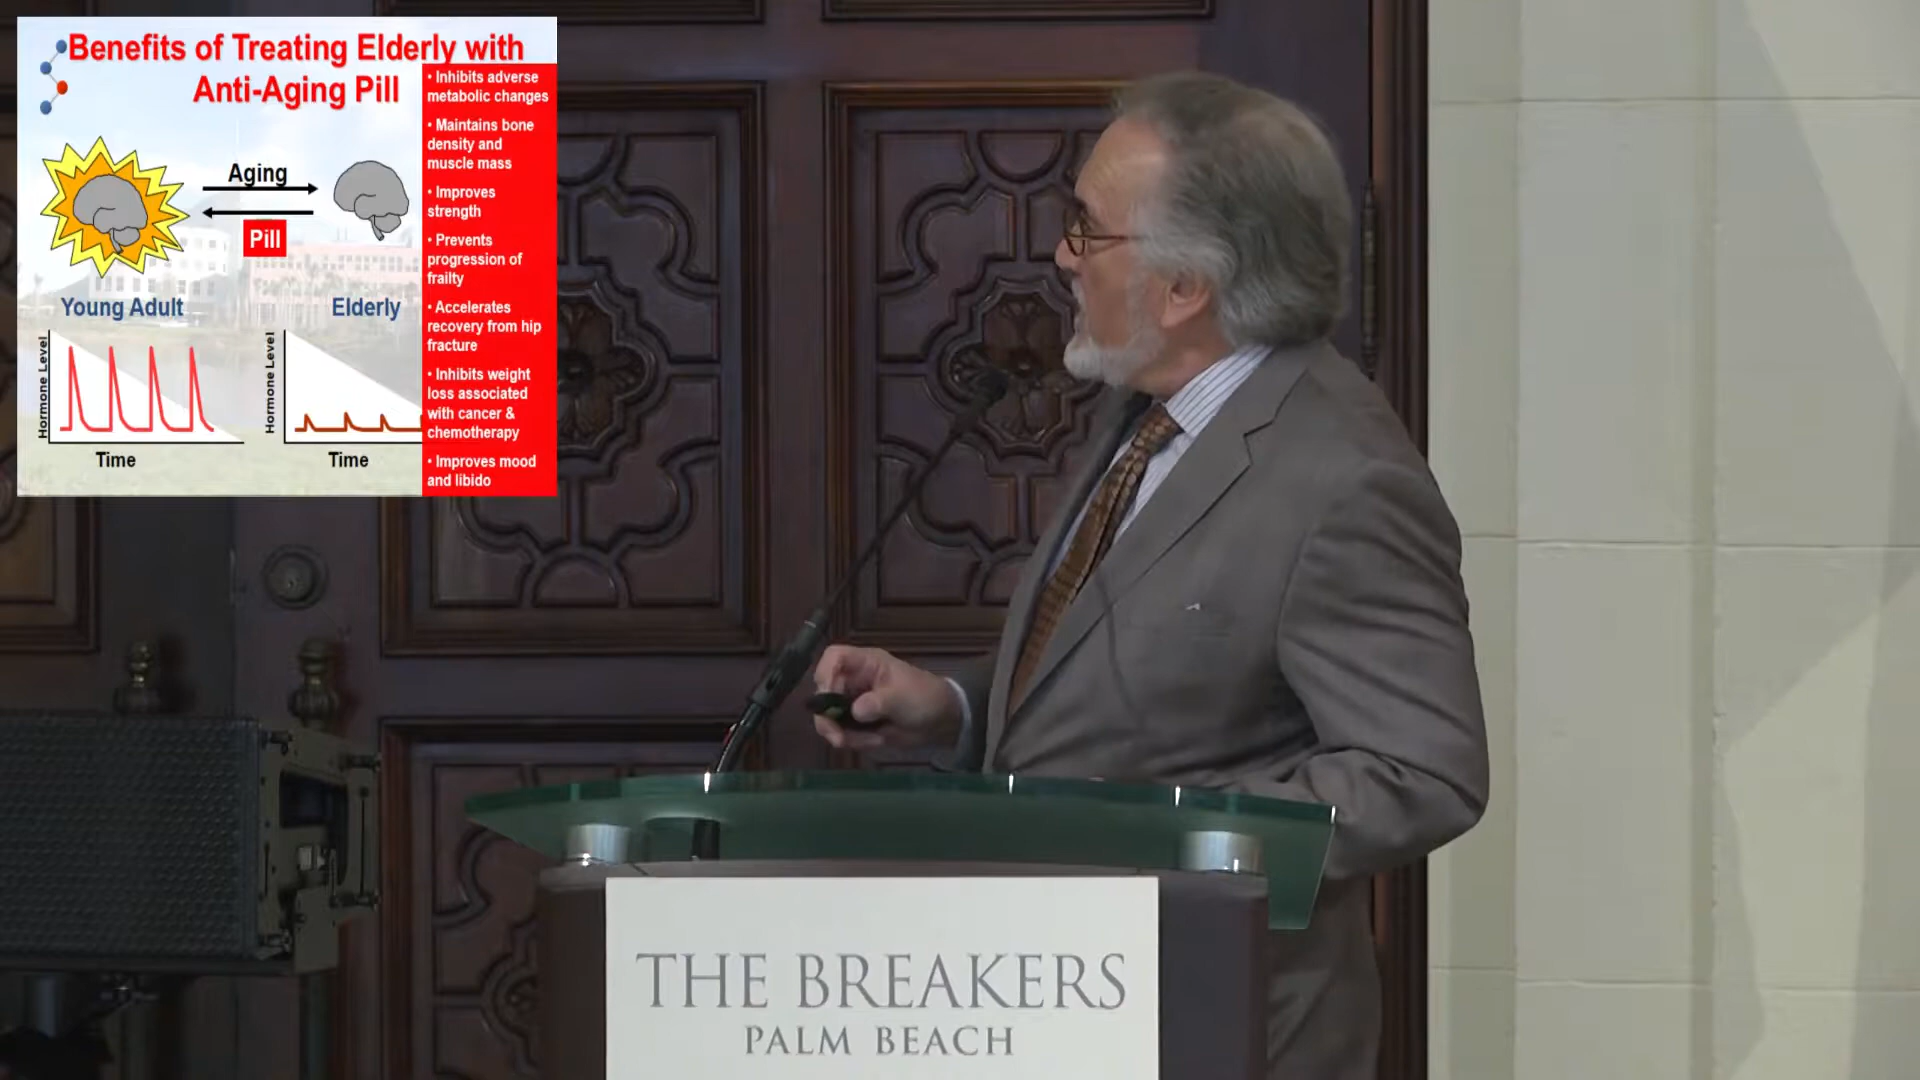 Benefits of Treating Elderly with
Anti-Aging Pill
Aging
Pill
Young Adult
Elderly
Hormone Level
Time
Hormone Level
Time
• Inhibits adverse
metabolic changes
• Maintains bone
density and
muscle mass
• Improves
strength
• Prevents
progression of
frailty
• Accelerates
recovery from hip
fracture
• Inhibits weight
loss associated
with cancer &
chemotherapy
• Improves mood
and libido
THE BREAKERS
PALM BEACH